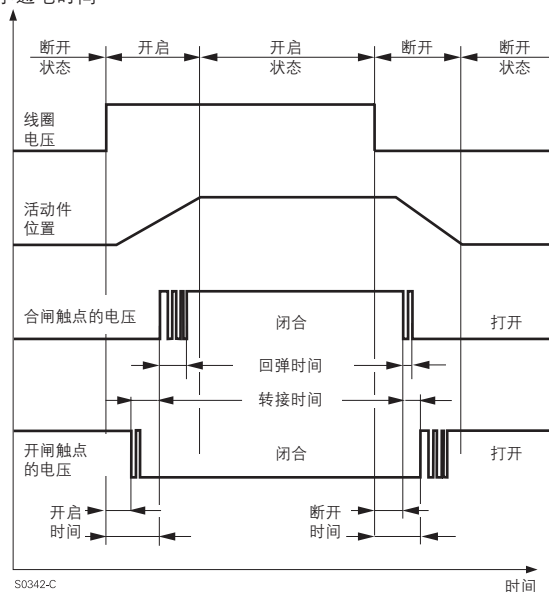 断开 开启 开启 断开 断开
状态 状态 状态
线圈
电压
活动件
位置
合闸触点的电压 闭合 打开
回弹时间
转接时间
开闸触点
的电压 闭合 打开
开启 断开
时间 时间
S0342-C 时间